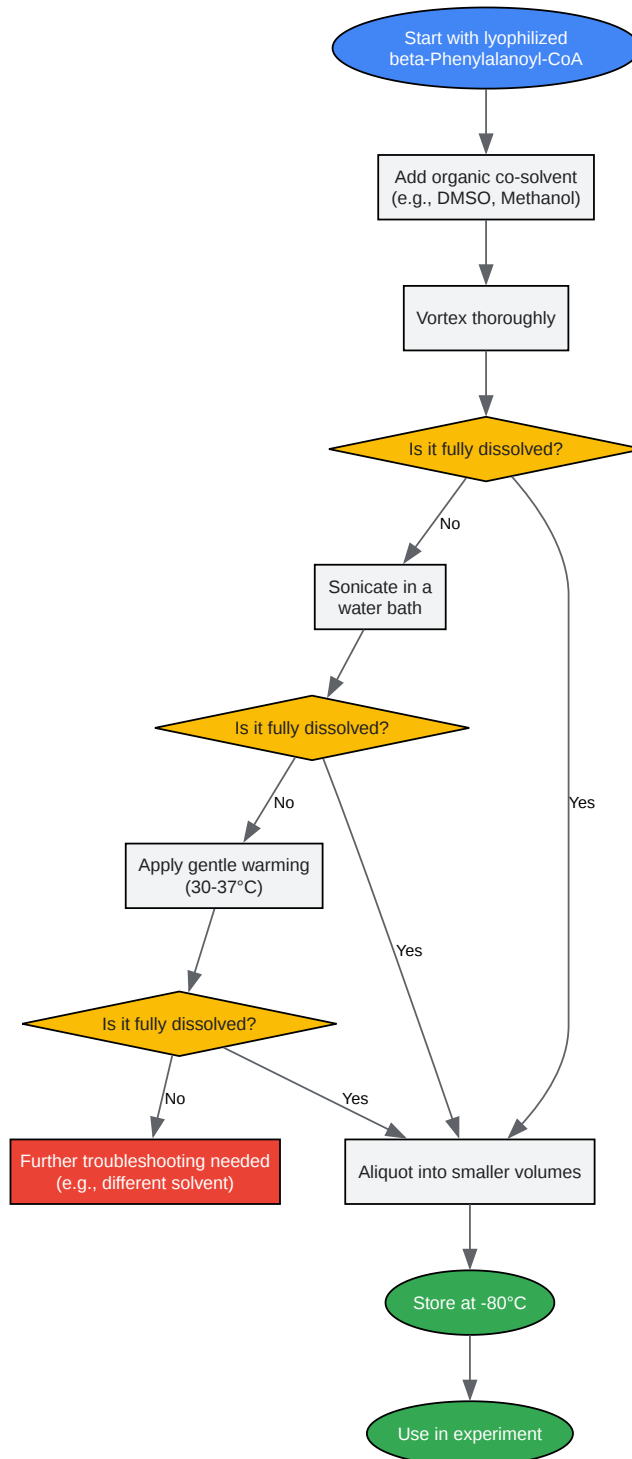 Start with lyophilized
beta-Phenylalanoyl-CoA
Add organic co-solvent
(e.g., DMSO, Methanol)
Vortex thoroughly
Is it fully dissolved?
No
Sonicate in a
water bath
Is it fully dissolved?
No
Yes
Apply gentle warming
(30-37°C)
Yes
Is it fully dissolved?
No
Yes
Further troubleshooting needed
(e.g., different solvent)
Aliquot into smaller volumes
Store at -80°C
Use in experiment